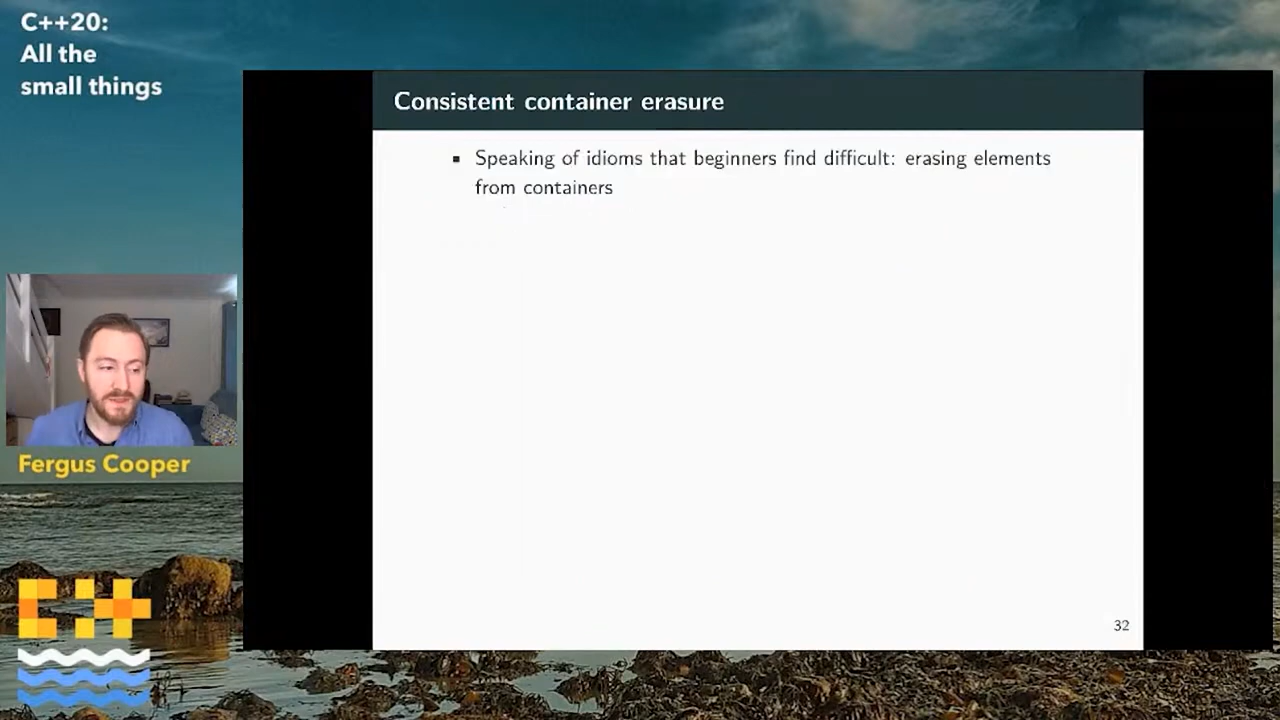 C++20:
All the
small things
Consistent container erasure
▪ Speaking of idioms that beginners find difficult: erasing elements
from containers
Fergus Cooper
32